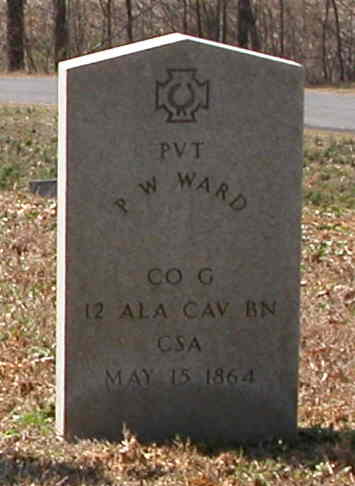 PVT
P W WARD
CO G
12 ALA CAV BN
CSA
MAY 15 1864